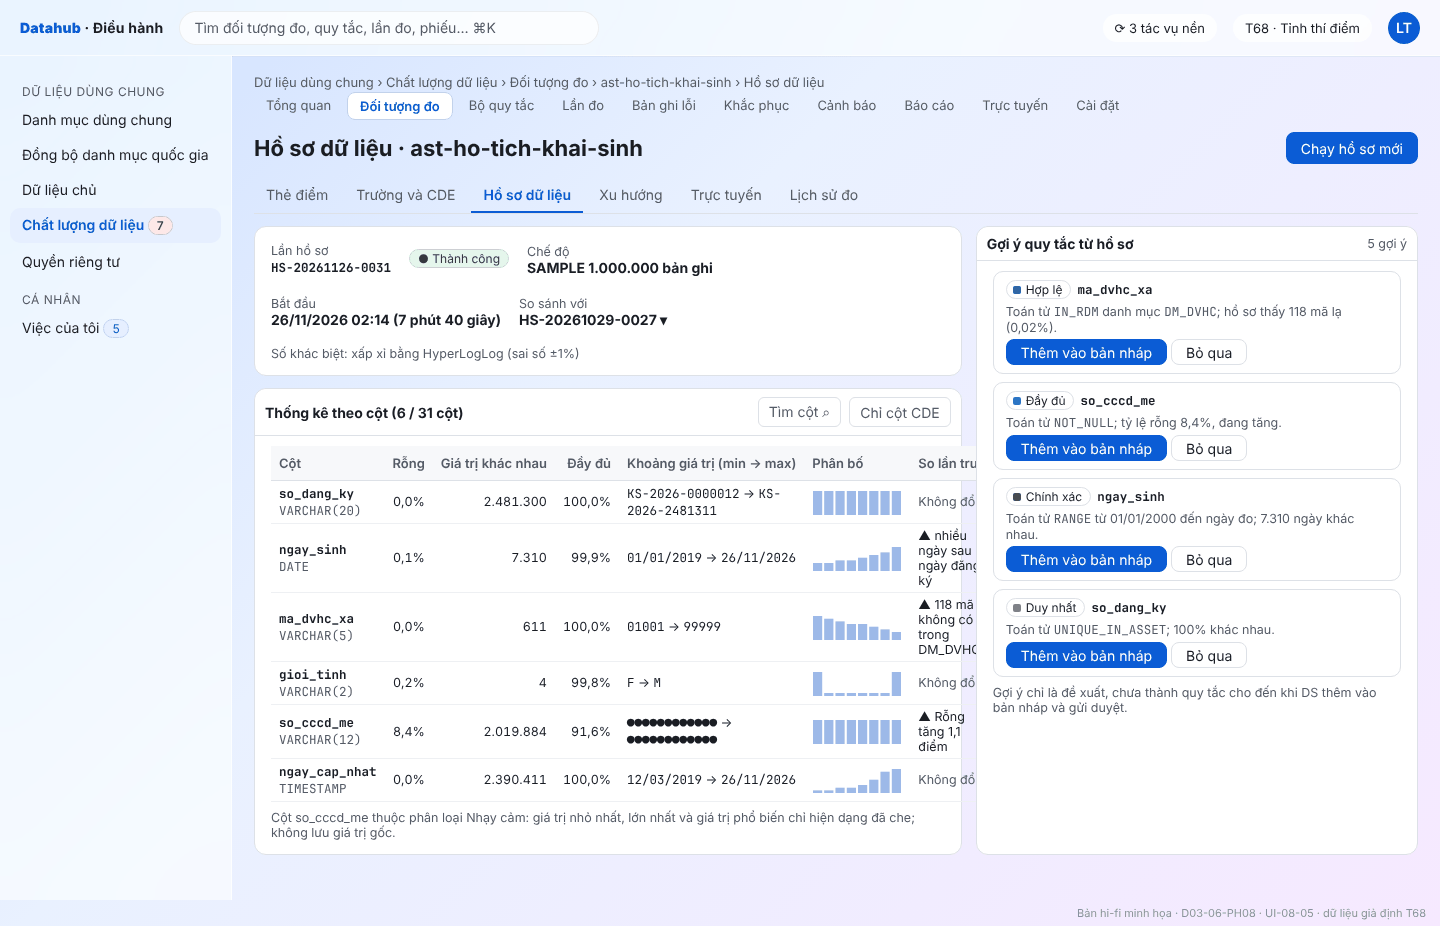 Datahub · Điều hành
Tìm đối tượng đo, quy tắc, lần đo, phiếu... ⌘K
⟳ 3 tác vụ nền
T68 · Tỉnh thí điểm
LT
DỮ LIỆU DÙNG CHUNG
Danh mục dùng chung
Đồng bộ danh mục quốc gia
Dữ liệu chủ
Chất lượng dữ liệu 7
Quyền riêng tư
CÁ NHÂN
Việc của tôi 5
Dữ liệu dùng chung › Chất lượng dữ liệu › Đối tượng đo › ast-ho-tich-khai-sinh › Hồ sơ dữ liệu
Tổng quan
Đối tượng đo
Bộ quy tắc
Lần đo
Bản ghi lỗi
Khắc phục
Cảnh báo
Báo cáo
Trực tuyến
Cài đặt
Hồ sơ dữ liệu · ast-ho-tich-khai-sinh
Chạy hồ sơ mới
Thẻ điểm
Trường và CDE
Hồ sơ dữ liệu
Xu hướng
Trực tuyến
Lịch sử đo
Lần hồ sơ
HS-20261126-0031
● Thành công
Chế độ
SAMPLE 1.000.000 bản ghi
Bắt đầu
26/11/2026 02:14 (7 phút 40 giây)
So sánh với
HS-20261029-0027 ▾
Số khác biệt: xấp xỉ bằng HyperLogLog (sai số ±1%)
Thống kê theo cột (6 / 31 cột)
Tìm cột ⌕
Chỉ cột CDE
Cột Rỗng Giá trị khác nhau Đầy đủ Khoảng giá trị (min → max) Phân bố So lần trư
so_dang_ky
VARCHAR(20)
0,0% 2.481.300 100,0%
KS-2026-0000012 → KS-
2026-2481311
Không đổ
ngay_sinh
DATE
0,1% 7.310 99,9% 01/01/2019 → 26/11/2026
▲ nhiều
ngày sau
ngày đăng
ký
ma_dvhc_xa
VARCHAR(5)
0,0% 611 100,0% 01001 → 99999
▲ 118 mã
không có
trong
DM_DVHC
gioi_tinh
VARCHAR(2)
0,2% 4 99,8% F → M
Không đổ
so_cccd_me
VARCHAR(12)
8,4% 2.019.884 91,6%
●●●●●●●●●●●● →
●●●●●●●●●●●●
▲ Rỗng
tăng 1,1
điểm
ngay_cap_nhat
TIMESTAMP
0,0% 2.390.411 100,0% 12/03/2019 → 26/11/2026
Không đổ
Cột so_cccd_me thuộc phân loại Nhạy cảm: giá trị nhỏ nhất, lớn nhất và giá trị phổ biến chỉ hiện dạng đã che;
không lưu giá trị gốc.
Gợi ý quy tắc từ hồ sơ
5 gợi ý
Hợp lệ ma_dvhc_xa
Toán tử IN_RDM danh mục DM_DVHC; hồ sơ thấy 118 mã lạ
(0,02%).
Thêm vào bản nháp
Bỏ qua
Đầy đủ so_cccd_me
Toán tử NOT_NULL; tỷ lệ rỗng 8,4%, đang tăng.
Thêm vào bản nháp
Bỏ qua
Chính xác ngay_sinh
Toán tử RANGE từ 01/01/2000 đến ngày đo; 7.310 ngày khác
nhau.
Thêm vào bản nháp
Bỏ qua
Duy nhất so_dang_ky
Toán tử UNIQUE_IN_ASSET; 100% khác nhau.
Thêm vào bản nháp
Bỏ qua
Gợi ý chỉ là đề xuất, chưa thành quy tắc cho đến khi DS thêm vào
bản nháp và gửi duyệt.
Bản hi-fi minh họa · D03-06-PH08 · UI-08-05 · dữ liệu giả định T68